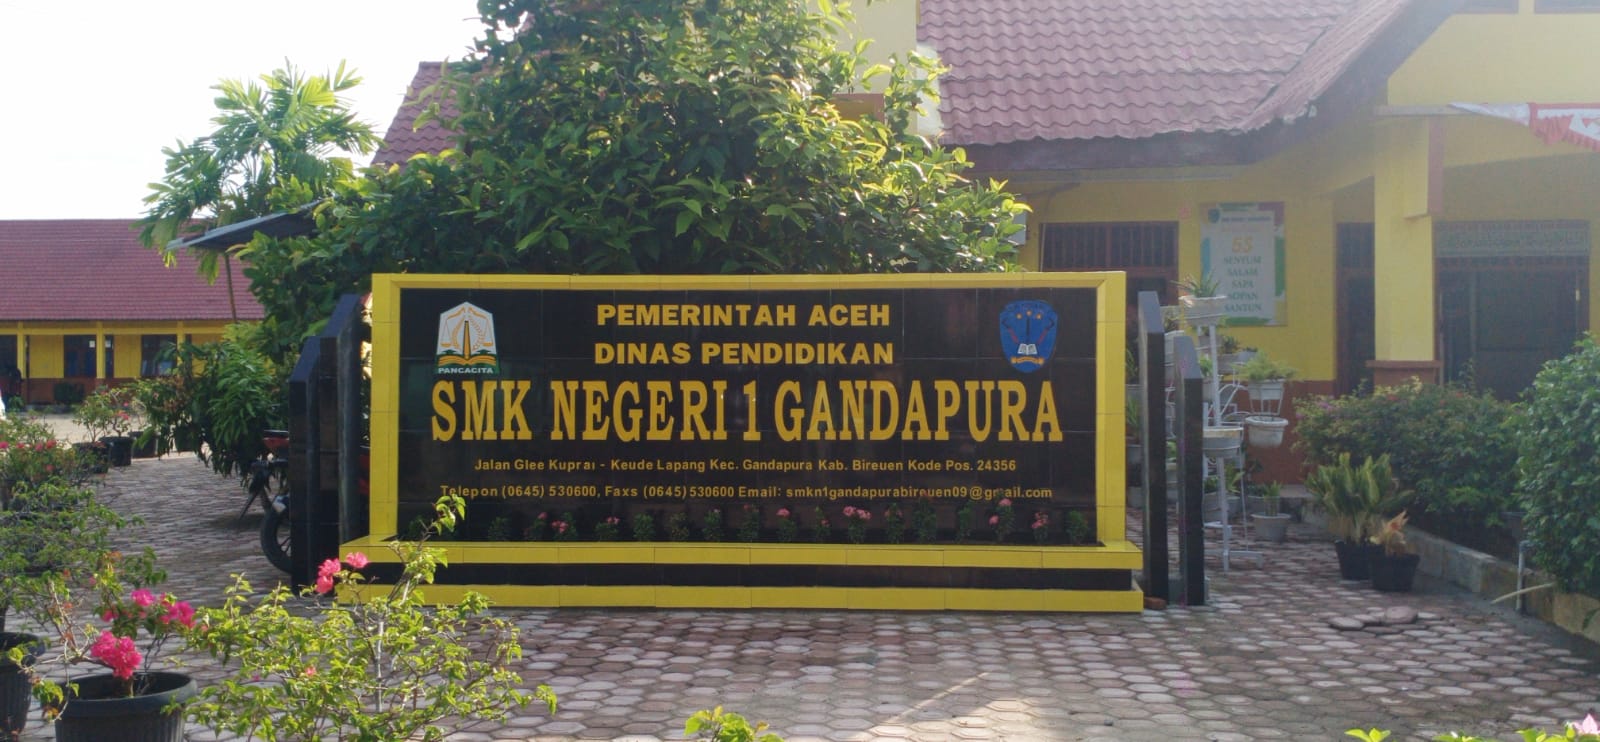 PEMERINTAH ACEH
DINAS PENDIDIKAN
SMK NEGERI 1 GANDAPURA
Jalan Glee Kuprai - Keude Lapang Kec. Gandapura Kab. Bireuen Kode Pos. 24356
Telepon (0645) 530600, Faxs (0645) 530600 Email: smkn1gandapurabireuen09@gmail.com
PANCACITA
5S
SENYUM
SALAM
SAPA
SOPAN
SANTUN